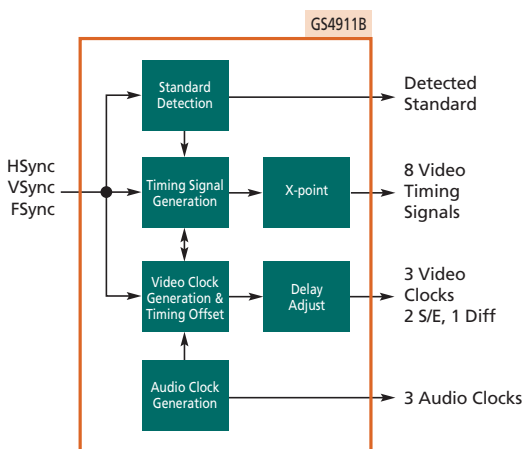 GS4911B
Standard
Detection
Detected
Standard
HSync
VSync
FSync
Timing Signal
Generation
X-point
8 Video
Timing
Signals
Video Clock
Generation &
Timing Offset
Delay
Adjust
3 Video
Clocks
2 S/E, 1 Diff
Audio Clock
Generation
3 Audio Clocks